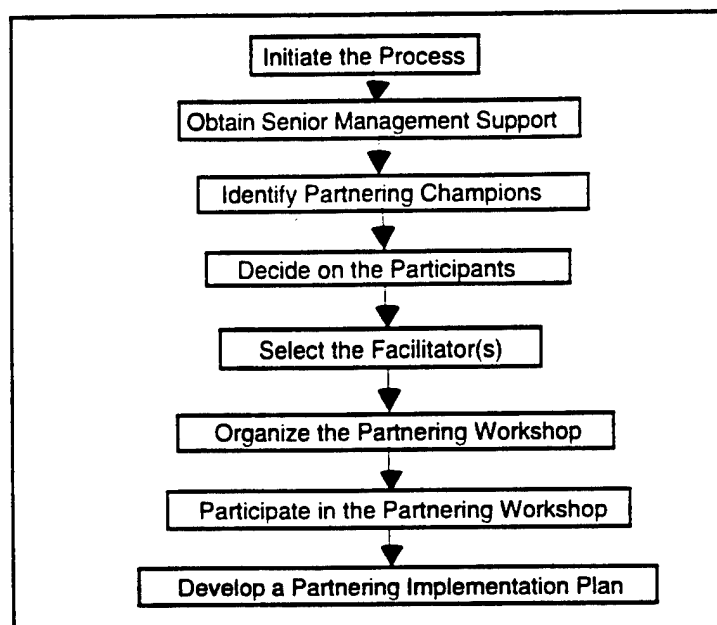 Initiate the Process
Obtain Senior Management Support
Identify Partnering Champions
Decide on the Participants
Select the Facilitator(s)
Organize the Partnering Workshop
Participate in the Partnering Workshop
Develop a Partnering Implementation Plan